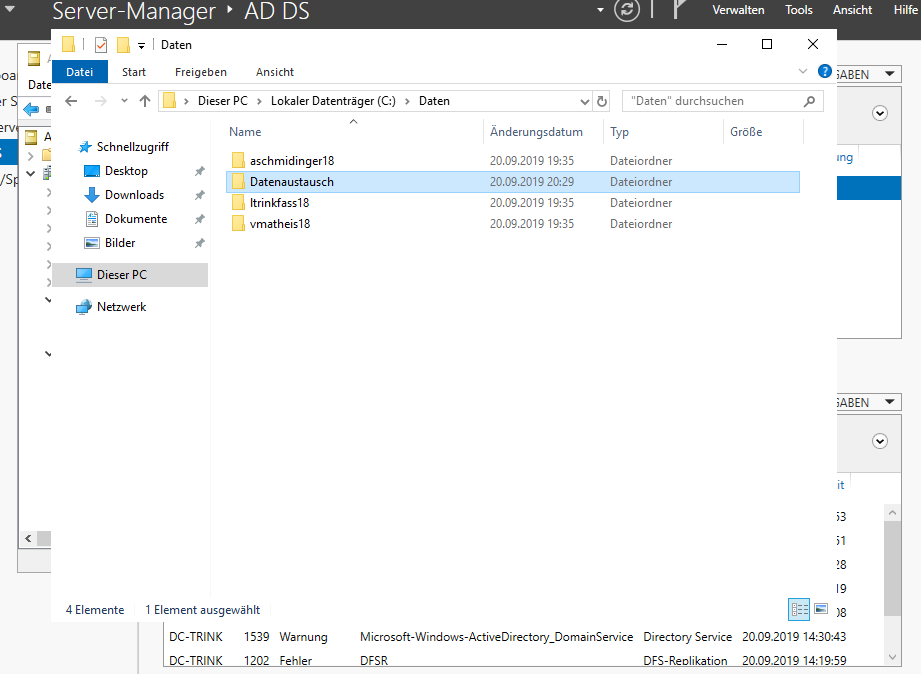 Server-Manager ‣ AD DS
Verwalten Tools Ansicht Hilfe
Daten
Datei Start Freigeben Ansicht
Date
Dieser PC Lokaler Datenträger (C:) Daten
"Daten" durchsuchen
Name Änderungsdatum Typ Größe
Schnellzugriff
Desktop
Downloads
Dokumente
Bilder
Dieser PC
Netzwerk
aschmidinger18 20.09.2019 19:35 Dateiordner
Datenaustausch 20.09.2019 20:29 Dateiordner
ltrinkfass18 20.09.2019 19:35 Dateiordner
vmatheis18 20.09.2019 19:35 Dateiordner
GABEN
ung
GABEN
it
53
51
28
19
08
4 Elemente 1 Element ausgewählt
DC-TRINK 1539 Warnung Microsoft-Windows-ActiveDirectory_DomainService Directory Service 20.09.2019 14:30:43
DC-TRINK 1202 Fehler DFSR DFS-Replikation 20.09.2019 14:19:59